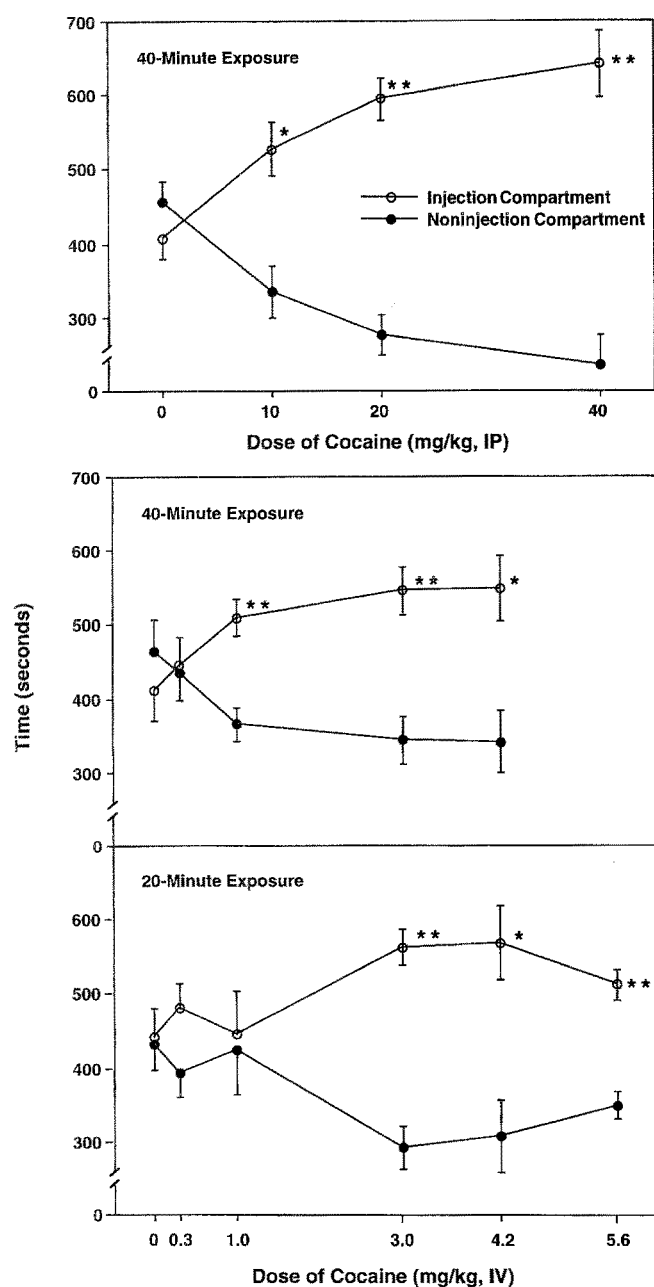 700
40-Minute Exposure
**
**
600
*
500
Injection Compartment
Noninjection Compartment
400
300
0
0 10 20 40
Dose of Cocaine (mg/kg, IP)
700
40-Minute Exposure
600
** ** *
500
400
300
0
Time (seconds)
20-Minute Exposure
600
** * **
500
400
300
0
0 0.3 1.0 3.0 4.2 5.6
Dose of Cocaine (mg/kg, IV)